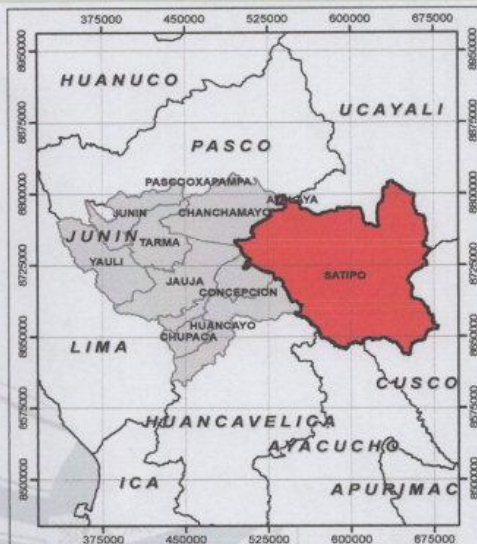 375000 450000 525000 600000 675000
8950000 8950000
HUANUCO
UCAYALI
8875000 8875000
PASCO
PASCOOXAPAMPA
8800000 8800000
JUNIN CHANCHAMAYO
JUNIN
TARMA
YAULI
SATIPO
8725000 8725000
JAUJA
CONCEPCION
HUANCAYO
CHUPACA
LIMA
8650000 8650000
CUSCO
8575000 8575000
HUANCAVELICA
AYACUCHO
ICA
APURIMAC
8500000 8500000
375000 450000 525000 600000 675000